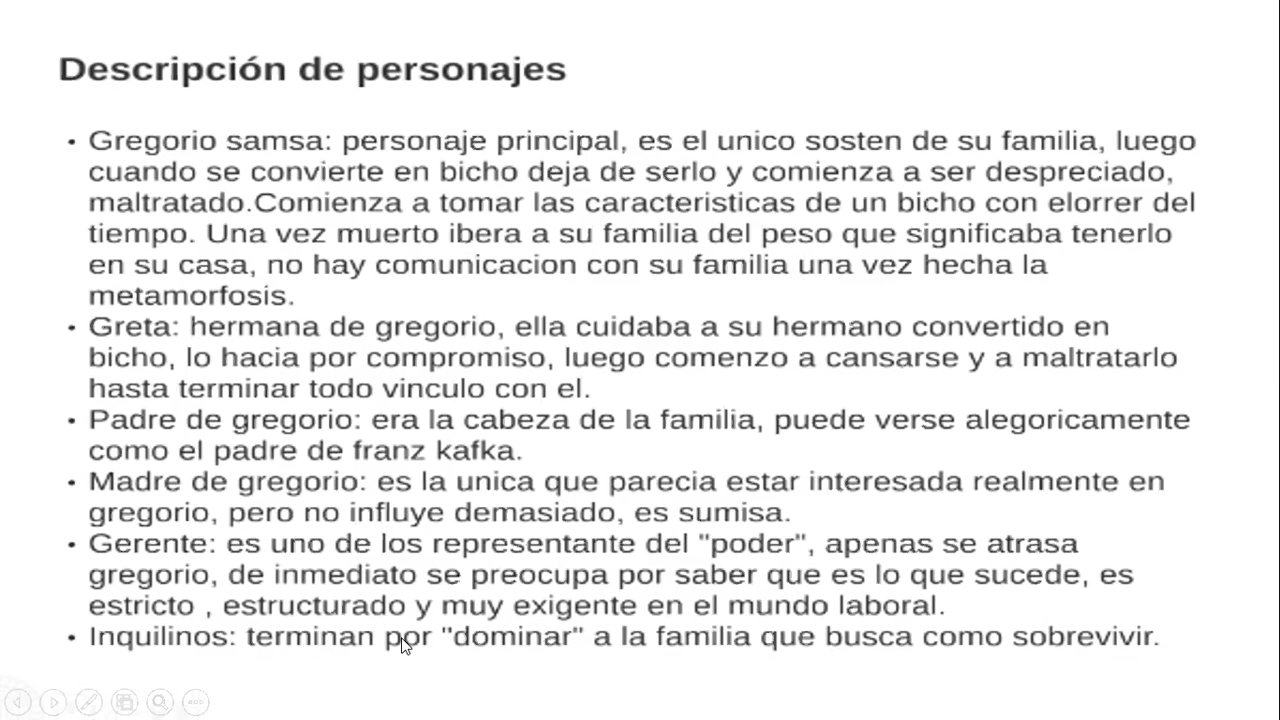 Descripción de personajes
• Gregorio samsa: personaje principal, es el unico sosten de su familia, luego
cuando se convierte en bicho deja de serlo y comienza a ser despreciado,
maltratado.Comienza a tomar las caracteristicas de un bicho con elorrer del
tiempo. Una vez muerto ibera a su familia del peso que significaba tenerlo
en su casa, no hay comunicacion con su familia una vez hecha la
metamorfosis.
• Greta: hermana de gregorio, ella cuidaba a su hermano convertido en
bicho, lo hacia por compromiso, luego comenzo a cansarse y a maltratarlo
hasta terminar todo vinculo con el.
• Padre de gregorio: era la cabeza de la familia, puede verse alegoricamente
como el padre de franz kafka.
• Madre de gregorio: es la unica que parecia estar interesada realmente en
gregorio, pero no influye demasiado, es sumisa.
• Gerente: es uno de los representante del "poder", apenas se atrasa
gregorio, de inmediato se preocupa por saber que es lo que sucede, es
estricto , estructurado y muy exigente en el mundo laboral.
• Inquilinos: terminan por "dominar" a la familia que busca como sobrevivir.